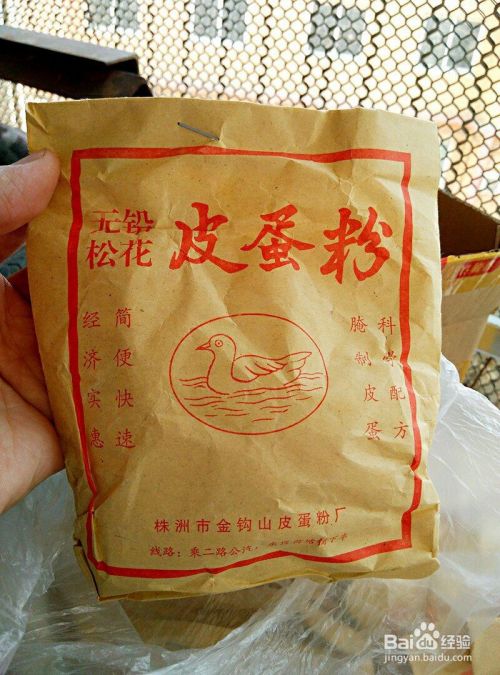 无铅
松花
皮蛋粉
科学配方
腌制皮蛋
简便快速
经济实惠
株洲市金钩山皮蛋粉厂
线路：乘二路公汽，
Baidu经验
jingyan.baidu.com